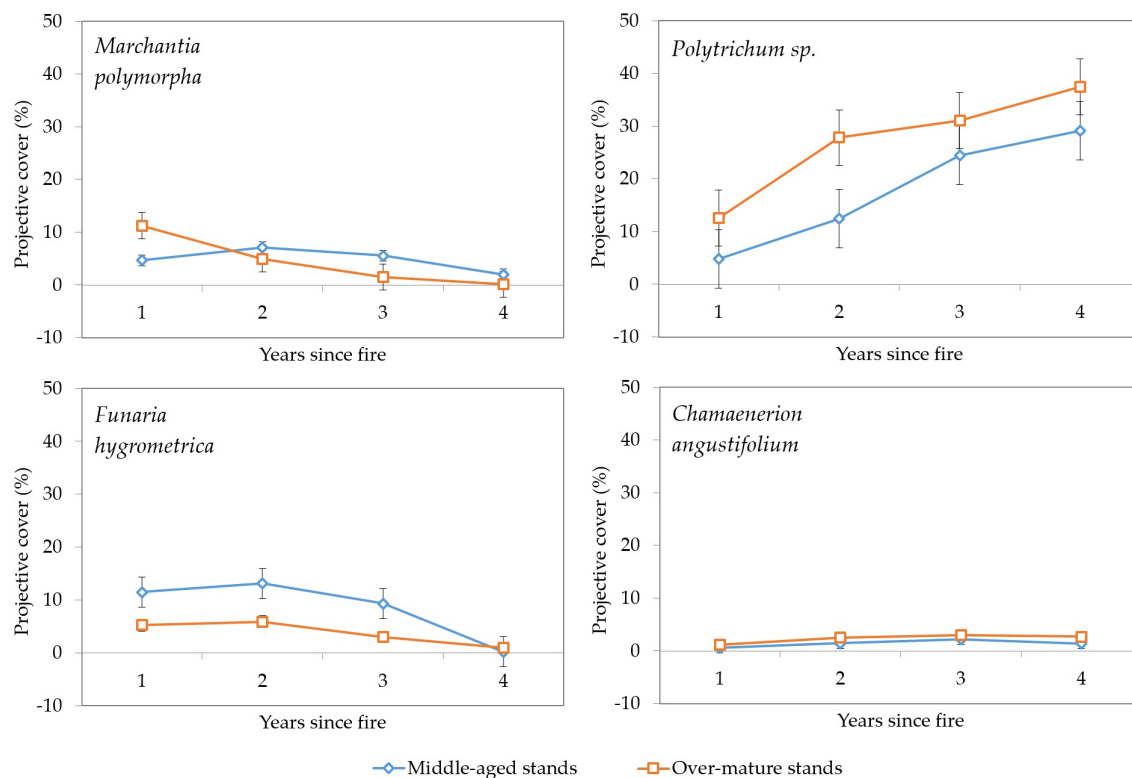 Marchantia
polymorpha
Projective cover (%)
50
40
30
20
10
0
-10
1 2 3 4
Years since fire
Polytrichum sp.
Projective cover (%)
50
40
30
20
10
0
-10
1 2 3 4
Years since fire
Funaria
hygrometrica
Projective cover (%)
50
40
30
20
10
0
-10
1 2 3 4
Years since fire
Chamaenerion
angustifolium
Projective cover (%)
50
40
30
20
10
0
-10
1 2 3 4
Years since fire
Middle-aged stands Over-mature stands